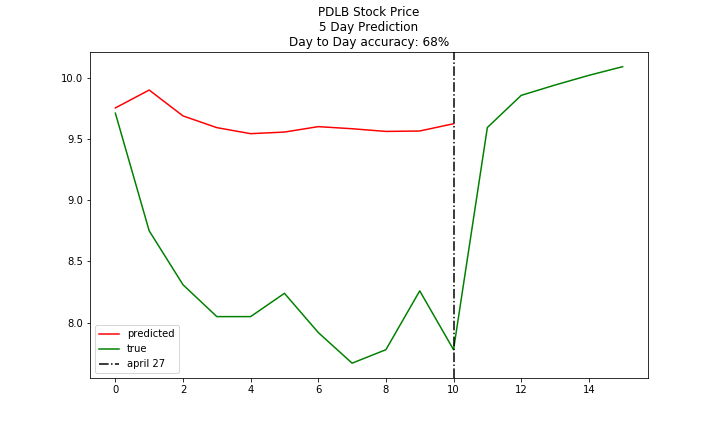 PDLB Stock Price
5 Day Prediction
Day to Day accuracy: 68%
10.0
9.5
9.0
8.5
8.0
predicted
true
april 27
0 2 4 6 8 10 12 14